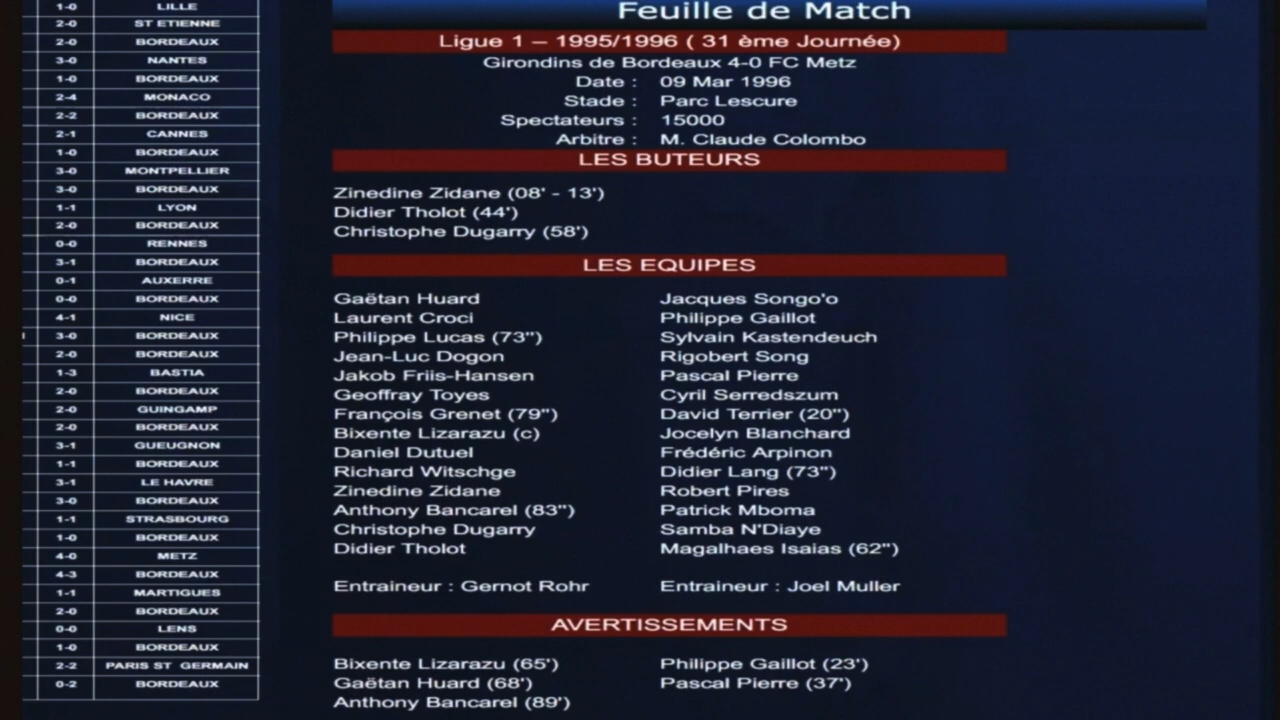 1-0 LILLE
2-0 ST ETIENNE
2-0 BORDEAUX
3-0 NANTES
1-0 BORDEAUX
2-4 MONACO
2-2 BORDEAUX
2-1 CANNES
1-0 BORDEAUX
3-0 MONTPELLIER
3-0 BORDEAUX
1-1 LYON
2-0 BORDEAUX
0-0 RENNES
3-1 BORDEAUX
0-1 AUXERRE
0-0 BORDEAUX
4-1 NICE
3-0 BORDEAUX
2-0 BORDEAUX
1-3 BASTIA
2-0 BORDEAUX
2-0 GUINGAMP
2-0 BORDEAUX
3-1 GUEUGNON
1-1 BORDEAUX
3-1 LE HAVRE
3-0 BORDEAUX
1-1 STRASBOURG
1-0 BORDEAUX
4-0 METZ
4-3 BORDEAUX
1-1 MARTIGUES
2-0 BORDEAUX
0-0 LENS
1-0 BORDEAUX
2-2 PARIS ST GERMAIN
0-2 BORDEAUX
Feuille de Match
Ligue 1 – 1995/1996 ( 31 ème Journée)
Girondins de Bordeaux 4-0 FC Metz
Date : 09 Mar 1996
Stade : Parc Lescure
Spectateurs : 15000
Arbitre : M. Claude Colombo
LES BUTEURS
Zinedine Zidane (08' - 13')
Didier Tholot (44')
Christophe Dugarry (58')
LES EQUIPES
Gaëtan Huard Jacques Songo'o
Laurent Croci Philippe Gaillot
Philippe Lucas (73'') Sylvain Kastendeuch
Jean-Luc Dogon Rigobert Song
Jakob Friis-Hansen Pascal Pierre
Geoffray Toyes Cyril Serredszum
François Grenet (79'') David Terrier (20'')
Bixente Lizarazu (c) Jocelyn Blanchard
Daniel Dutuel Frédéric Arpinon
Richard Witschge Didier Lang (73'')
Zinedine Zidane Robert Pires
Anthony Bancarel (83'') Patrick Mboma
Christophe Dugarry Samba N'Diaye
Didier Tholot Magalhaes Isaias (62'')
Entraineur : Gernot Rohr Entraineur : Joel Muller
AVERTISSEMENTS
Bixente Lizarazu (65') Philippe Gaillot (23')
Gaëtan Huard (68') Pascal Pierre (37')
Anthony Bancarel (89')